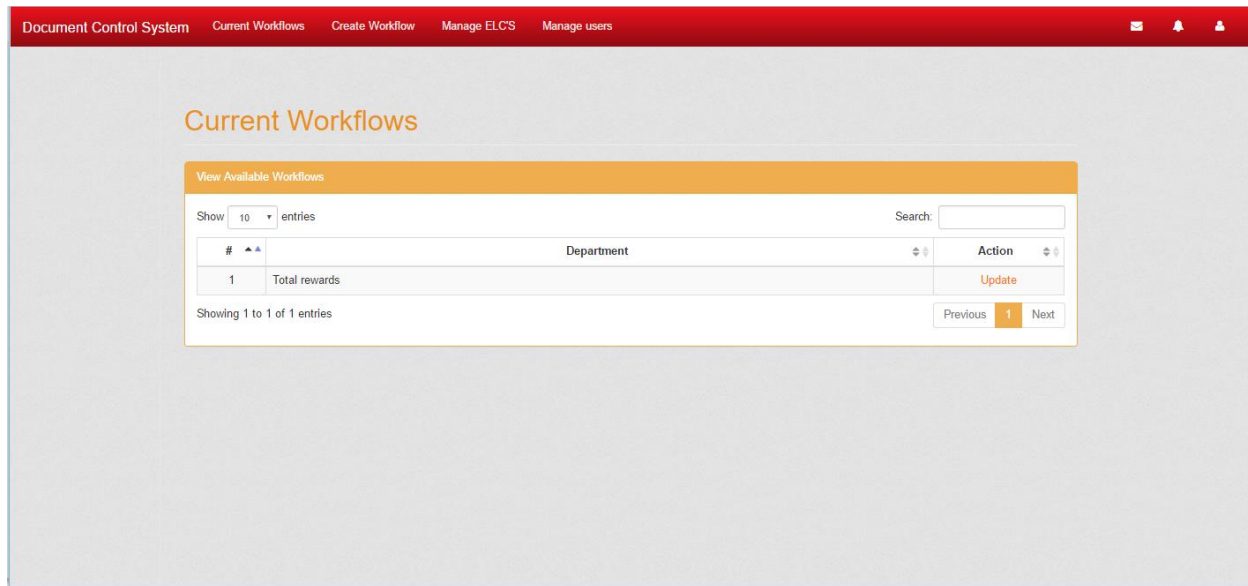 Document Control System Current Workflows Create Workflow Manage ELC'S Manage users
Current Workflows
View Available Workflows
Show 10 entries Search:
# Department Action
1 Total rewards Update
Showing 1 to 1 of 1 entries Previous 1 Next